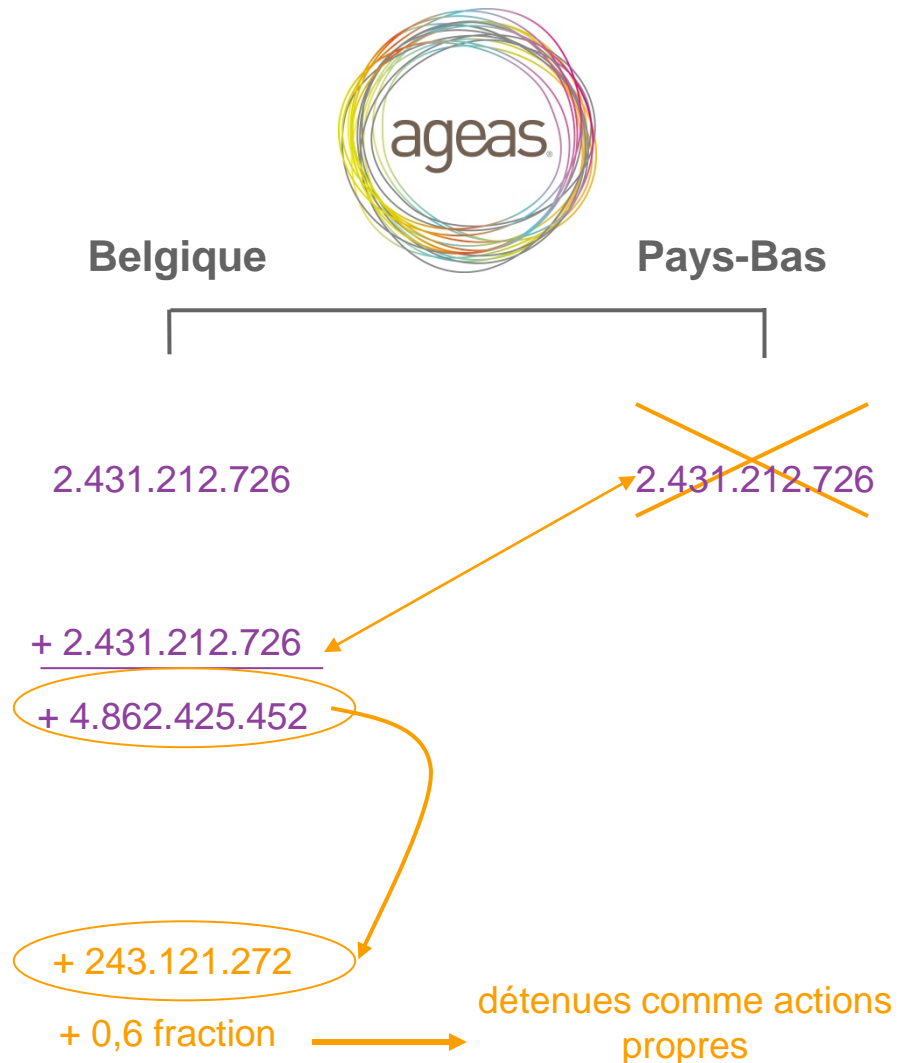 ageas®
Belgique
Pays-Bas
2.431.212.726
2.431.212.726
+ 2.431.212.726
+ 4.862.425.452
+ 243.121.272
+ 0,6 fraction
détenues comme actions
propres